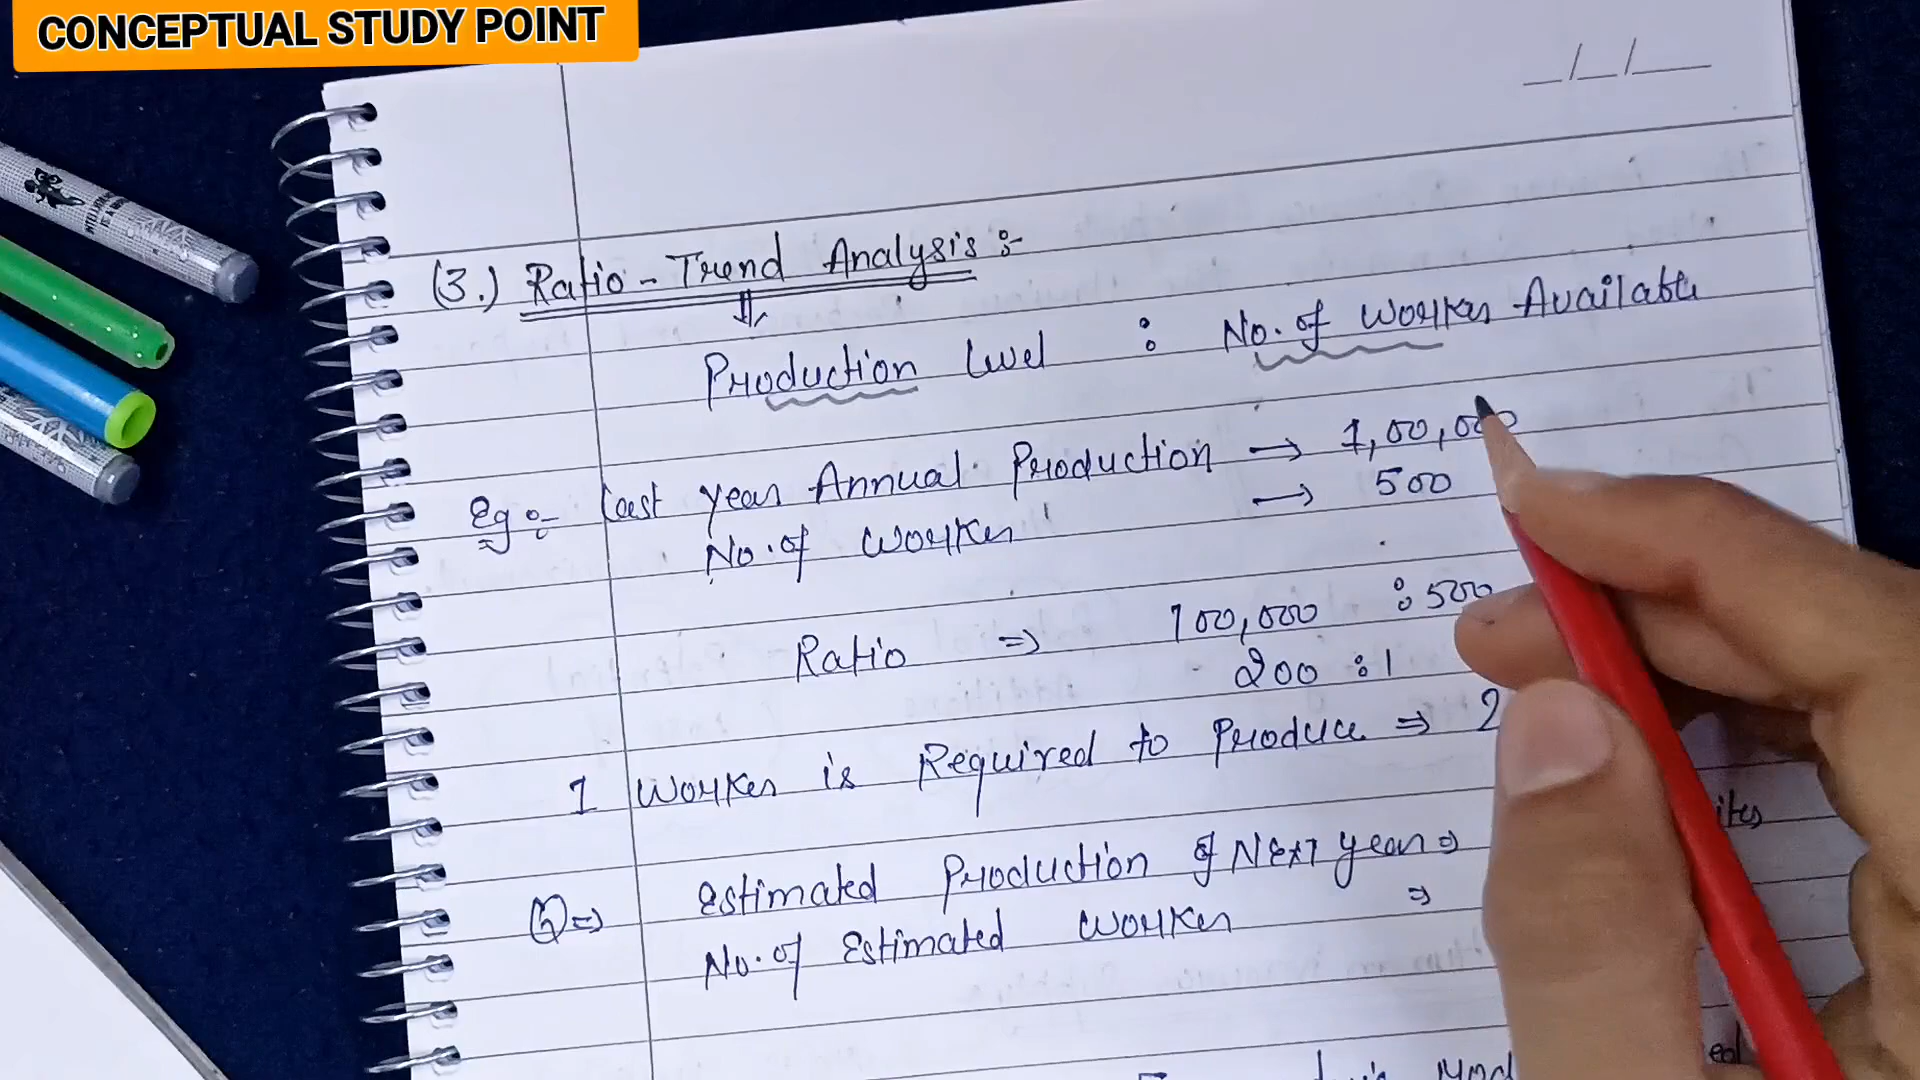 CONCEPTUAL STUDY POINT
_/_/__
(3.) Ratio-Trend Analysis :-
Production level : No. of Worker Available
Eg :- Last year Annual Production → 1,00,000
No. of Worker → 500
Ratio ⇒ 100,000 : 500
200 : 1
1 Worker is Required to Produce ⇒ 2
Estimated Production of Next year ⇒
Q ⇒ No. of Estimated Worker ⇒